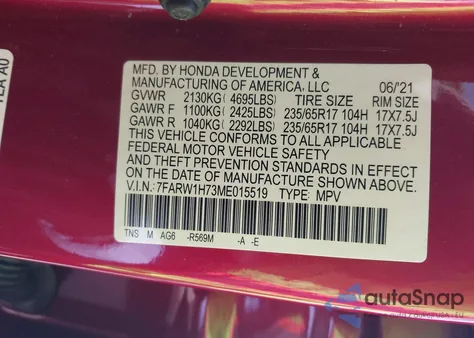 TEA A0
MFD. BY HONDA DEVELOPMENT &
MANUFACTURING OF AMERICA, LLC 06/'21
GVWR 2130KG( 4695LBS) TIRE SIZE RIM SIZE
GAWR F 1100KG( 2425LBS) 235/65R17 104H 17X7.5J
GAWR R 1040KG( 2292LBS) 235/65R17 104H 17X7.5J
THIS VEHICLE CONFORMS TO ALL APPLICABLE
FEDERAL MOTOR VEHICLE SAFETY
AND THEFT PREVENTION STANDARDS IN EFFECT
ON THE DATE OF MANUFACTURE SHOWN ABOVE.
V.I.N.: 7FARW1H73ME015519 TYPE: MPV
TNS M AG6 -R569M -A -E
autoSnap